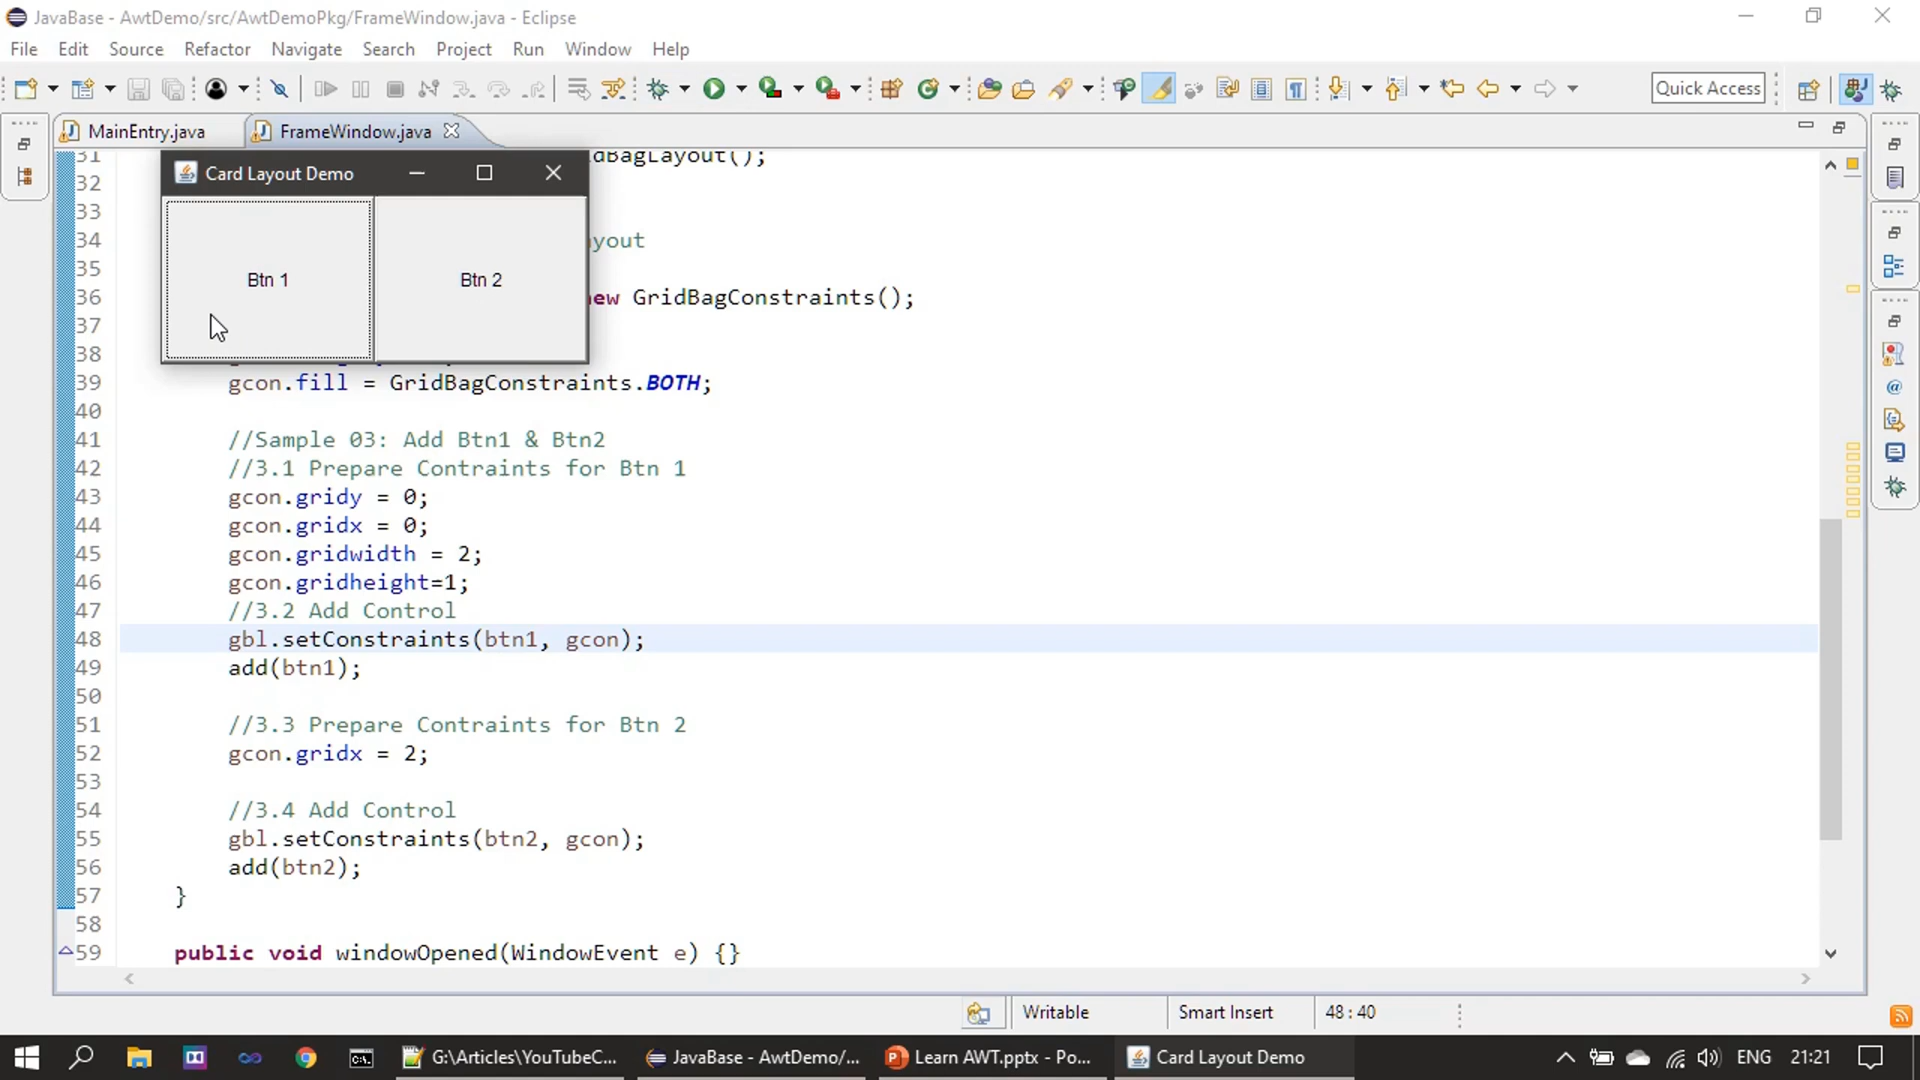 JavaBase - AwtDemo/src/AwtDemoPkg/FrameWindow.java - Eclipse
File Edit Source Refactor Navigate Search Project Run Window Help
Quick Access
MainEntry.java FrameWindow.java
31 dBagLayout();
Card Layout Demo
32
33
34 ayout
35
Btn 1 Btn 2
36 new GridBagConstraints();
37
38
39 gcon.fill = GridBagConstraints.BOTH;
40
41 //Sample 03: Add Btn1 & Btn2
42 //3.1 Prepare Contraints for Btn 1
43 gcon.gridy = 0;
44 gcon.gridx = 0;
45 gcon.gridwidth = 2;
46 gcon.gridheight=1;
47 //3.2 Add Control
48 gbl.setConstraints(btn1, gcon);
49 add(btn1);
50
51 //3.3 Prepare Contraints for Btn 2
52 gcon.gridx = 2;
53
54 //3.4 Add Control
55 gbl.setConstraints(btn2, gcon);
56 add(btn2);
57 }
58
59 public void windowOpened(WindowEvent e) {}
Writable Smart Insert 48 : 40
G:\Articles\YouTubeC... JavaBase - AwtDemo/... Learn AWT.pptx - Po... Card Layout Demo ENG 21:21